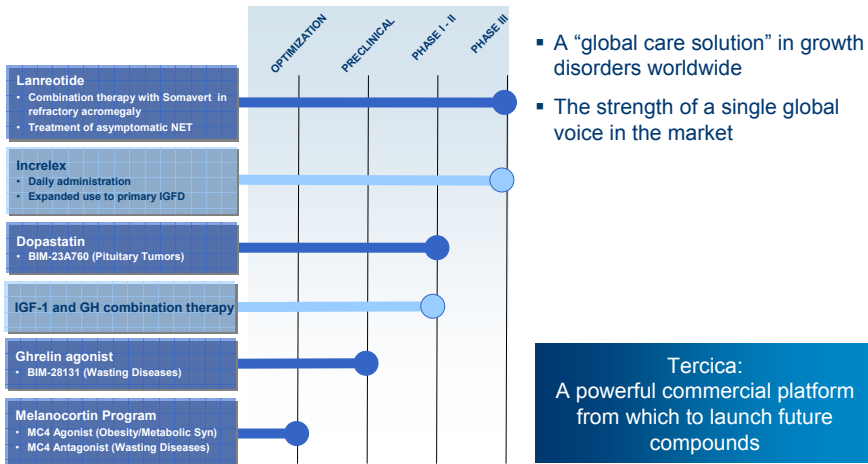 OPTIMIZATION
PRECLINICAL
PHASE I - II
PHASE III
Lanreotide
• Combination therapy with Somavert in
refractory acromegaly
• Treatment of asymptomatic NET
Increlex
• Daily administration
• Expanded use to primary IGFD
Dopastatin
• BIM-23A760 (Pituitary Tumors)
IGF-1 and GH combination therapy
Ghrelin agonist
• BIM-28131 (Wasting Diseases)
Melanocortin Program
• MC4 Agonist (Obesity/Metabolic Syn)
• MC4 Antagonist (Wasting Diseases)
▪ A “global care solution” in growth
disorders worldwide
▪ The strength of a single global
voice in the market
Tercica:
A powerful commercial platform
from which to launch future
compounds